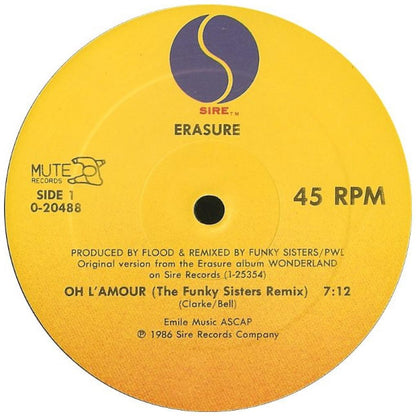 SIRE™
ERASURE
MUTE
RECORDS
SIDE 1
0-20488
45 RPM
PRODUCED BY FLOOD & REMIXED BY FUNKY SISTERS/PWL
Original version from the Erasure album WONDERLAND
on Sire Records (1-25354)
OH L'AMOUR (The Funky Sisters Remix) 7:12
(Clarke/Bell)
Emile Music ASCAP
℗ 1986 Sire Records Company